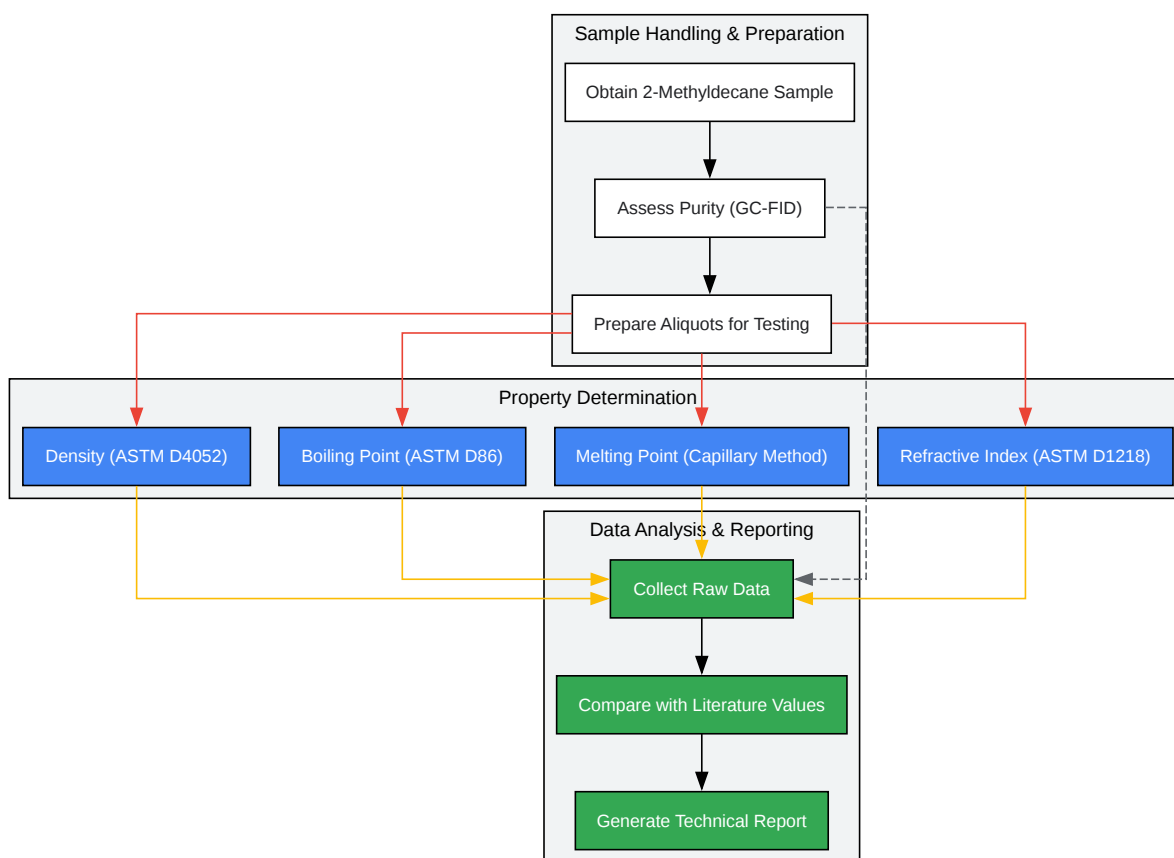 Sample Handling & Preparation
Obtain 2-Methyldecane Sample
Assess Purity (GC-FID)
Prepare Aliquots for Testing
Property Determination
Density (ASTM D4052)
Boiling Point (ASTM D86)
Melting Point (Capillary Method)
Refractive Index (ASTM D1218)
Data Analysis & Reporting
Collect Raw Data
Compare with Literature Values
Generate Technical Report